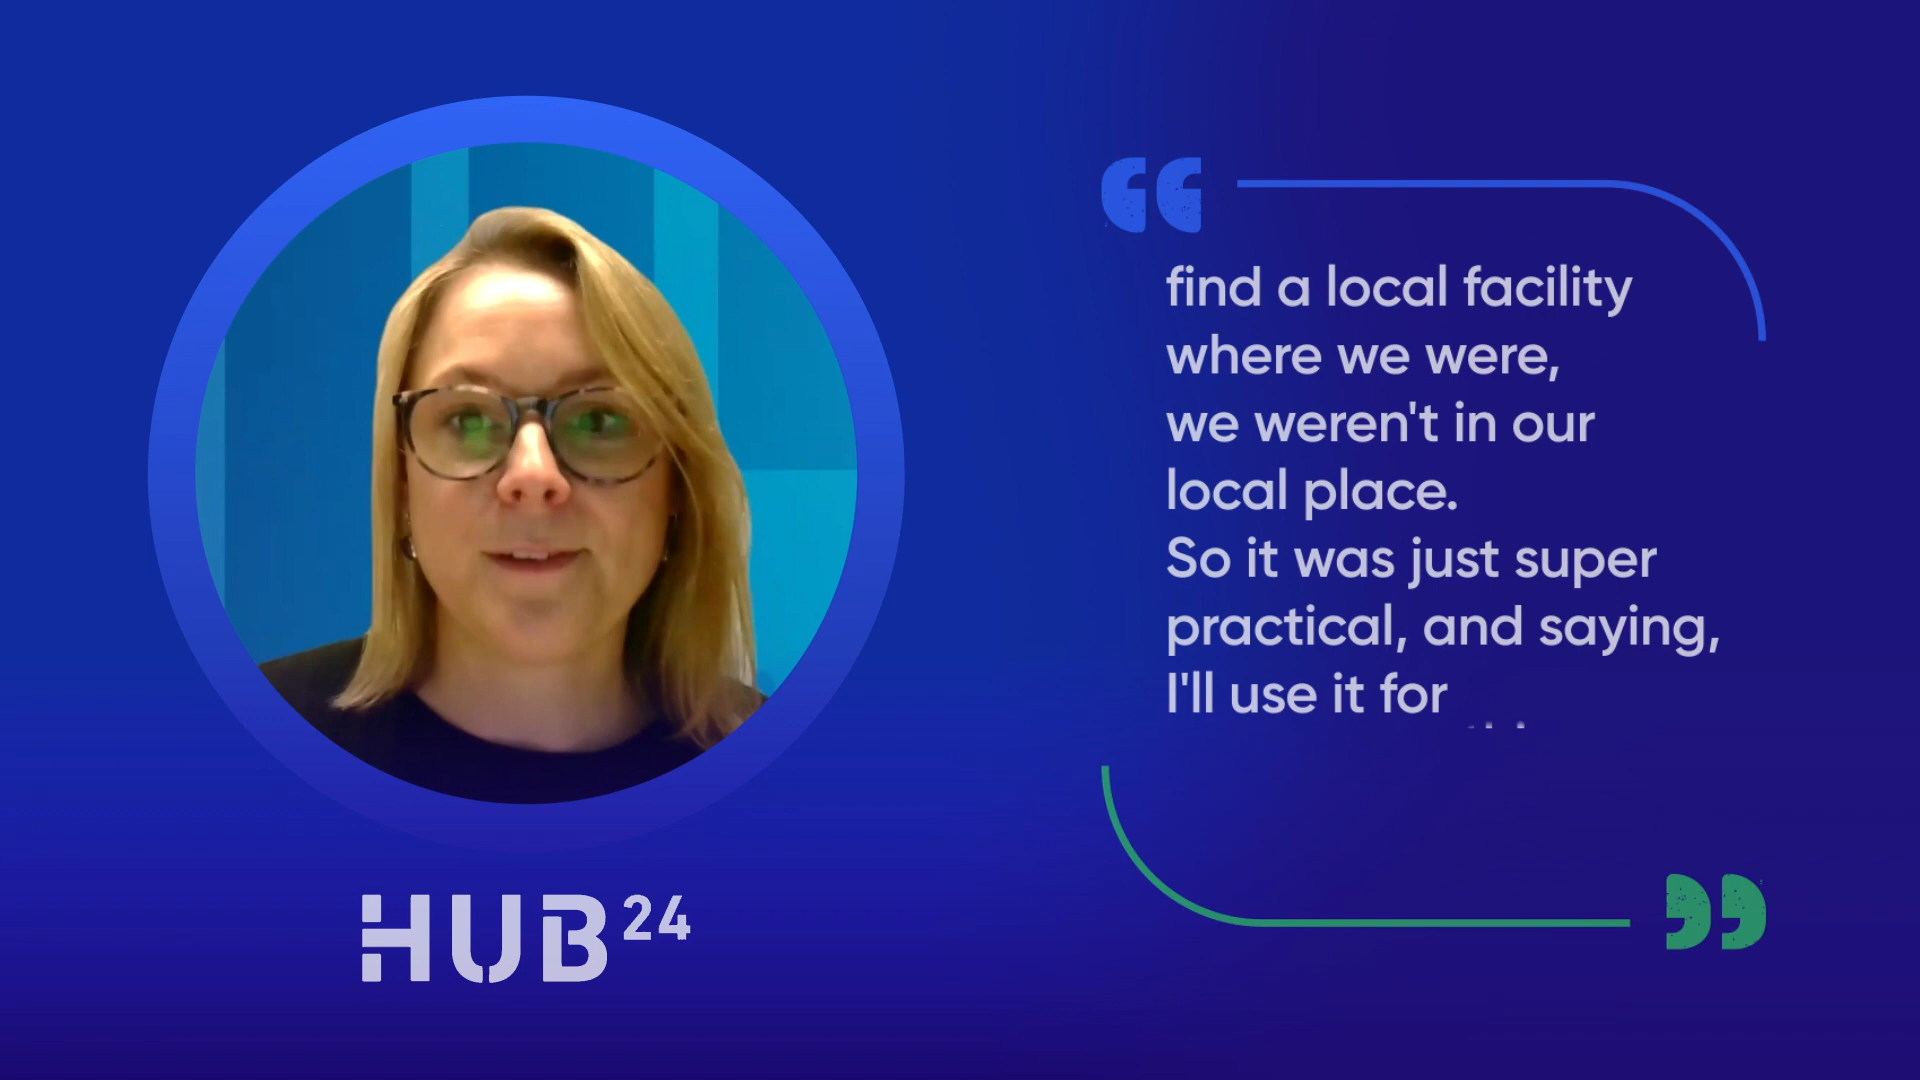 find a local facility
where we were,
we weren't in our
local place.
So it was just super
practical, and saying,
I'll use it for
HUB24